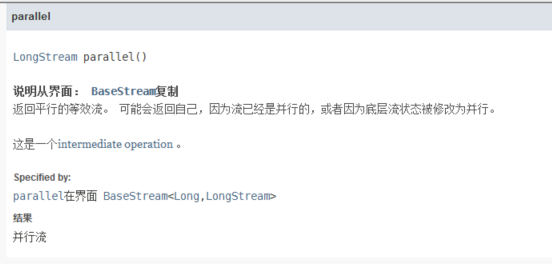 parallel
LongStream parallel()
说明从界面： BaseStream复制
返回平行的等效流。 可能会返回自己，因为流已经是并行的，或者因为底层流状态被修改为并行。
这是一个intermediate operation 。
Specified by:
parallel在界面 BaseStream<Long,LongStream>
结果
并行流